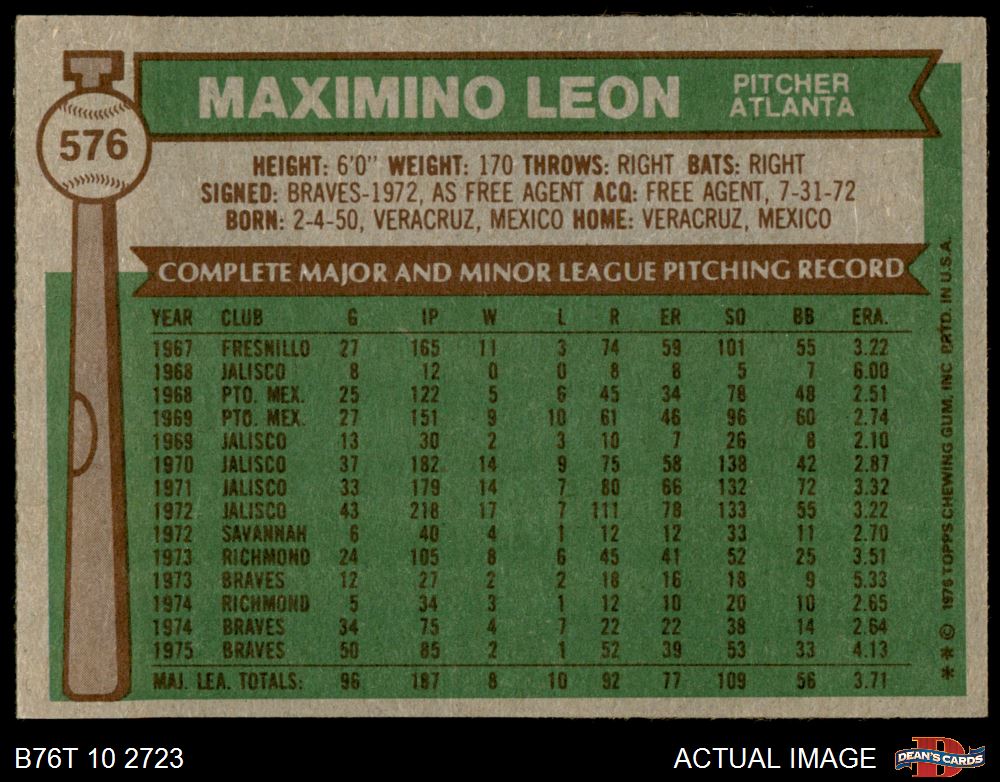 MAXIMINO LEON
PITCHER
ATLANTA
576
HEIGHT: 6'0" WEIGHT: 170 THROWS: RIGHT BATS: RIGHT
SIGNED: BRAVES-1972, AS FREE AGENT ACQ: FREE AGENT, 7-31-72
BORN: 2-4-50, VERACRUZ, MEXICO HOME: VERACRUZ, MEXICO
COMPLETE MAJOR AND MINOR LEAGUE PITCHING RECORD
YEAR CLUB G IP W L R ER SO BB ERA.
1967 FRESNILLO 27 165 11 3 74 59 101 55 3.22
1968 JALISCO 8 12 0 0 8 8 5 7 6.00
1968 PTO. MEX. 25 122 5 6 45 34 78 48 2.51
1969 PTO. MEX. 27 151 9 10 61 46 96 60 2.74
1969 JALISCO 13 30 2 3 10 7 26 8 2.10
1970 JALISCO 37 182 14 9 75 58 138 42 2.87
1971 JALISCO 33 179 14 7 80 66 132 72 3.32
1972 JALISCO 43 218 17 7 111 78 133 55 3.22
1972 SAVANNAH 6 40 4 1 12 12 33 11 2.70
1973 RICHMOND 24 105 8 6 45 41 52 25 3.51
1973 BRAVES 12 27 2 2 18 16 18 9 5.33
1974 RICHMOND 5 34 3 1 12 10 20 10 2.65
1974 BRAVES 34 75 4 7 22 22 38 14 2.64
1975 BRAVES 50 85 2 1 52 39 53 33 4.13
MAJ. LEA. TOTALS: 96 187 8 10 92 77 109 56 3.71
* * © 1976 TOPPS CHEWING GUM, INC PRTD. IN U.S.A.
B76T 10 2723
ACTUAL IMAGE
DEAN'S CARDS